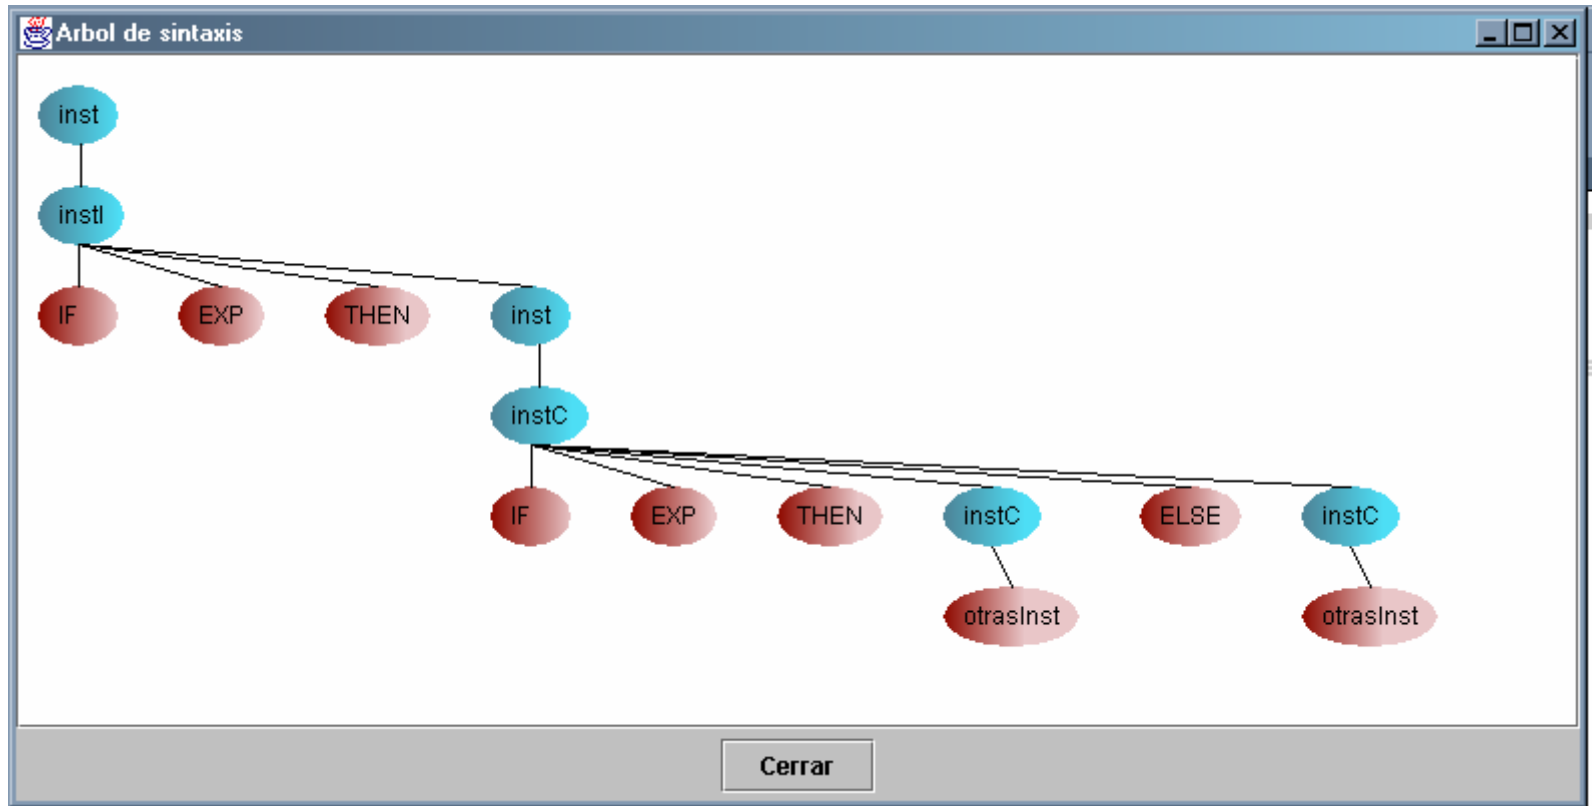 Arbol de sintaxis
inst
instI
IF EXP THEN inst
instC
IF EXP THEN instC ELSE instC
otrasInst otrasInst
Cerrar